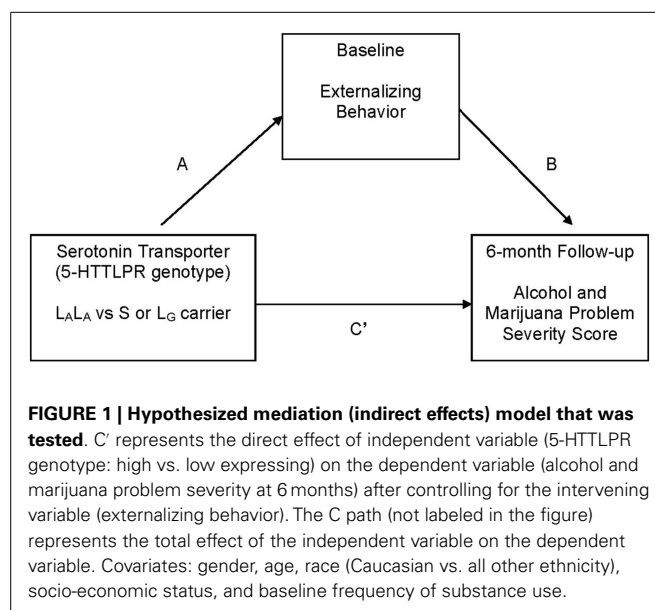 Baseline
Externalizing
Behavior
A
B
Serotonin Transporter
(5-HTTLPR genotype)
LALA vs S or LG carrier
C'
6-month Follow-up
Alcohol and
Marijuana Problem
Severity Score
FIGURE 1 | Hypothesized mediation (indirect effects) model that was
tested. C′ represents the direct effect of independent variable (5-HTTLPR
genotype: high vs. low expressing) on the dependent variable (alcohol and
marijuana problem severity at 6 months) after controlling for the intervening
variable (externalizing behavior). The C path (not labeled in the figure)
represents the total effect of the independent variable on the dependent
variable. Covariates: gender, age, race (Caucasian vs. all other ethnicity),
socio-economic status, and baseline frequency of substance use.